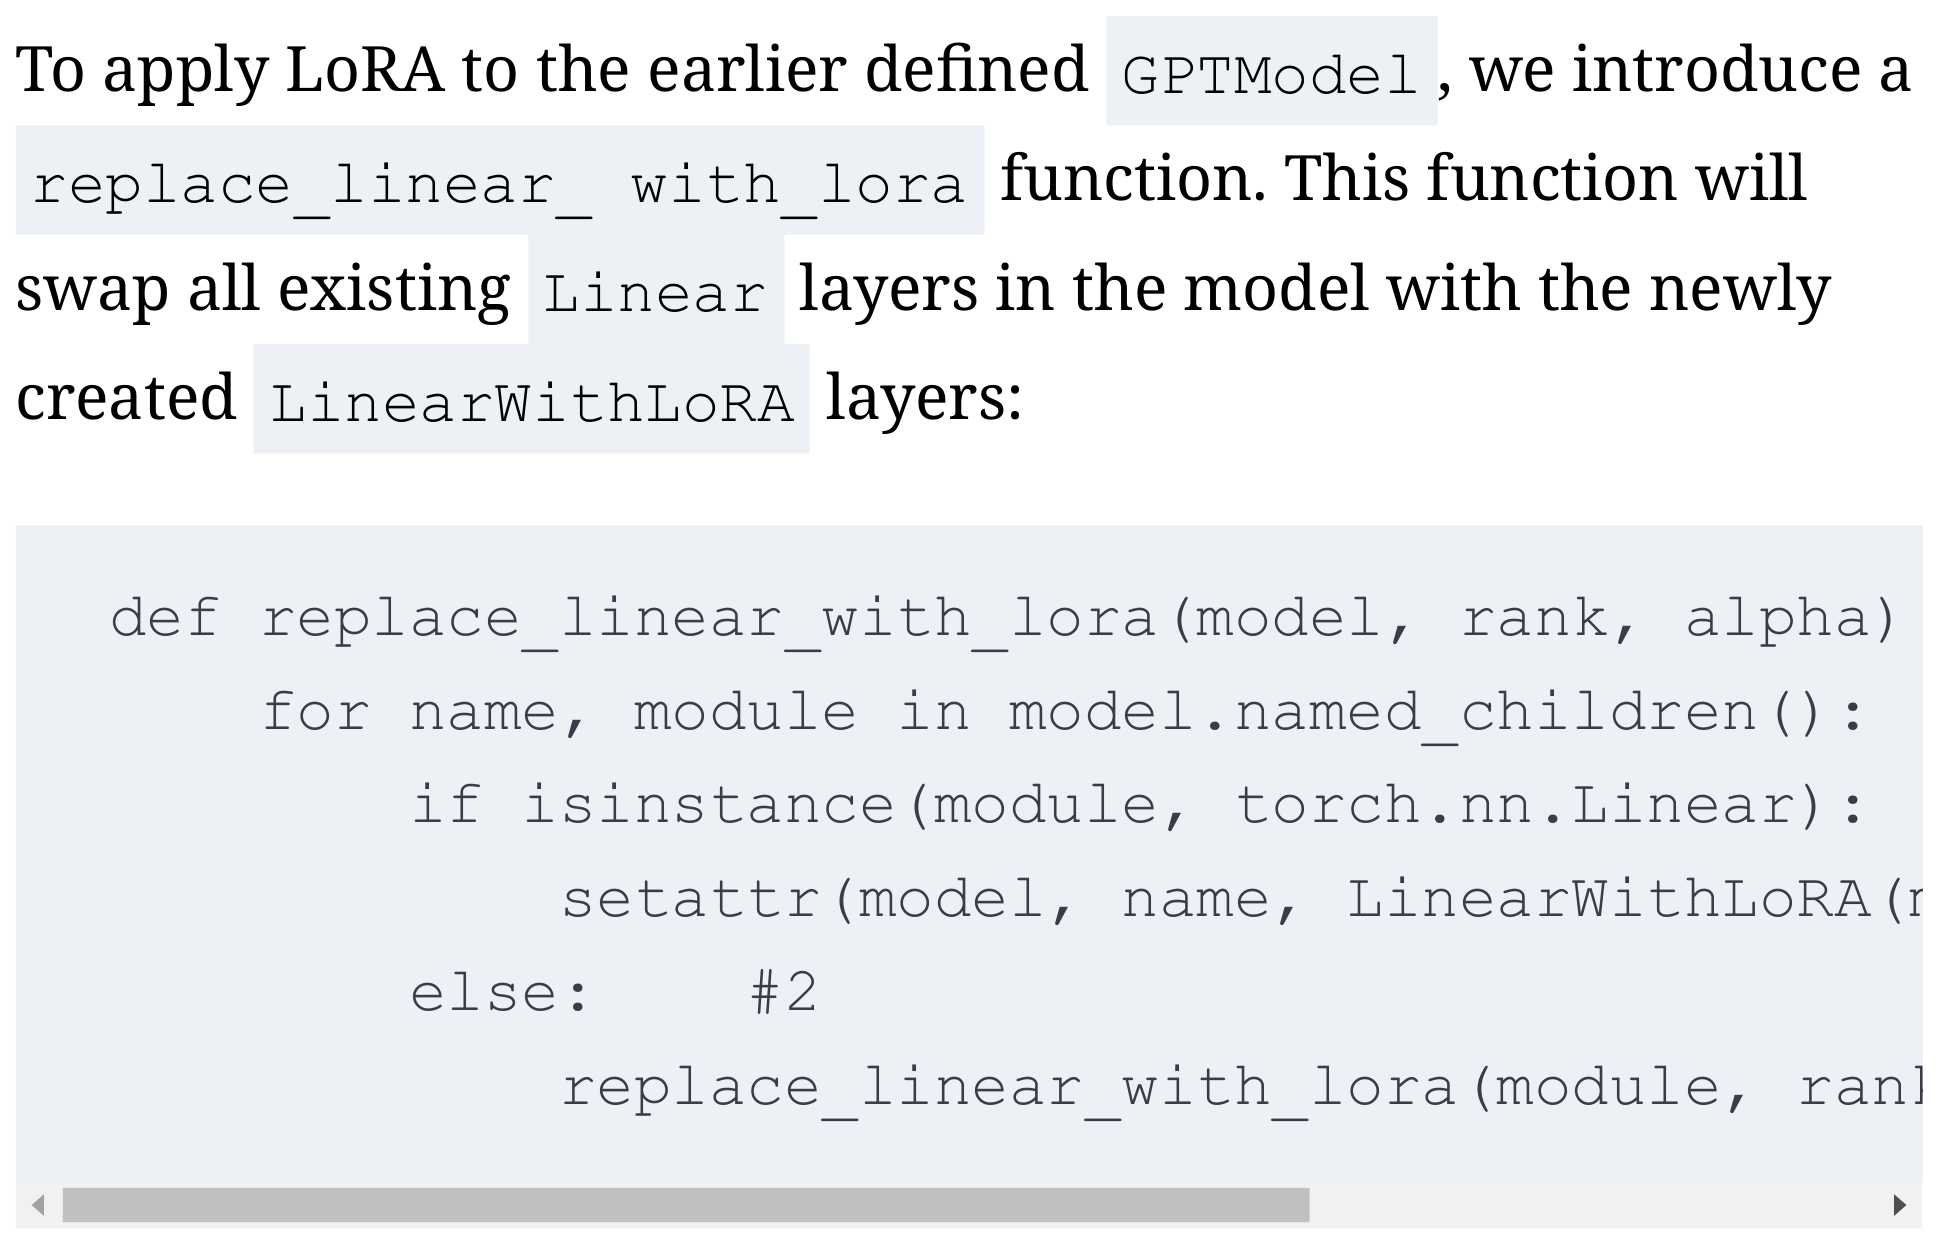 To apply LoRA to the earlier defined GPTModel, we introduce a
replace_linear_ with_lora function. This function will
swap all existing Linear layers in the model with the newly
created LinearWithLoRA layers:
def replace_linear_with_lora(model, rank, alpha)
    for name, module in model.named_children():
        if isinstance(module, torch.nn.Linear):
            setattr(model, name, LinearWithLoRA(
        else:    #2
            replace_linear_with_lora(module,